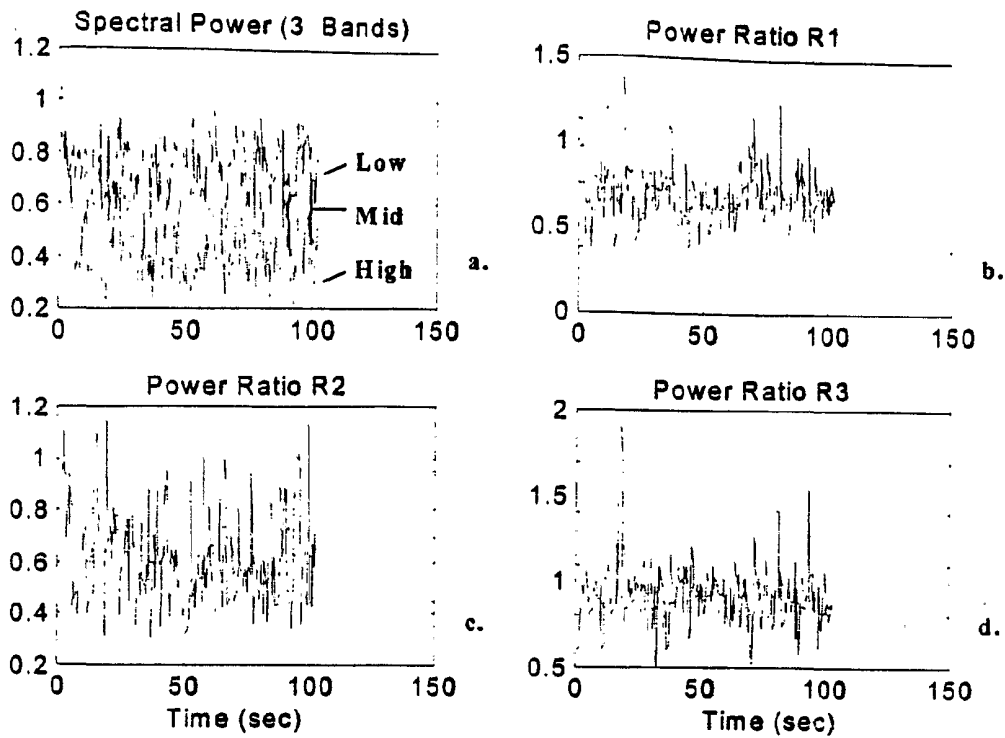 Spectral Power (3 Bands)
1.2
1
0.8
0.6
0.4
0.2
0
50
100
150
Low
Mid
High
a.
Power Ratio R1
1.5
1
0.5
0
0
50
100
150
b.
Power Ratio R2
1.2
1
0.8
0.6
0.4
0.2
0
50
100
150
Time (sec)
c.
Power Ratio R3
2
1.5
1
0.5
0
50
100
150
Time (sec)
d.